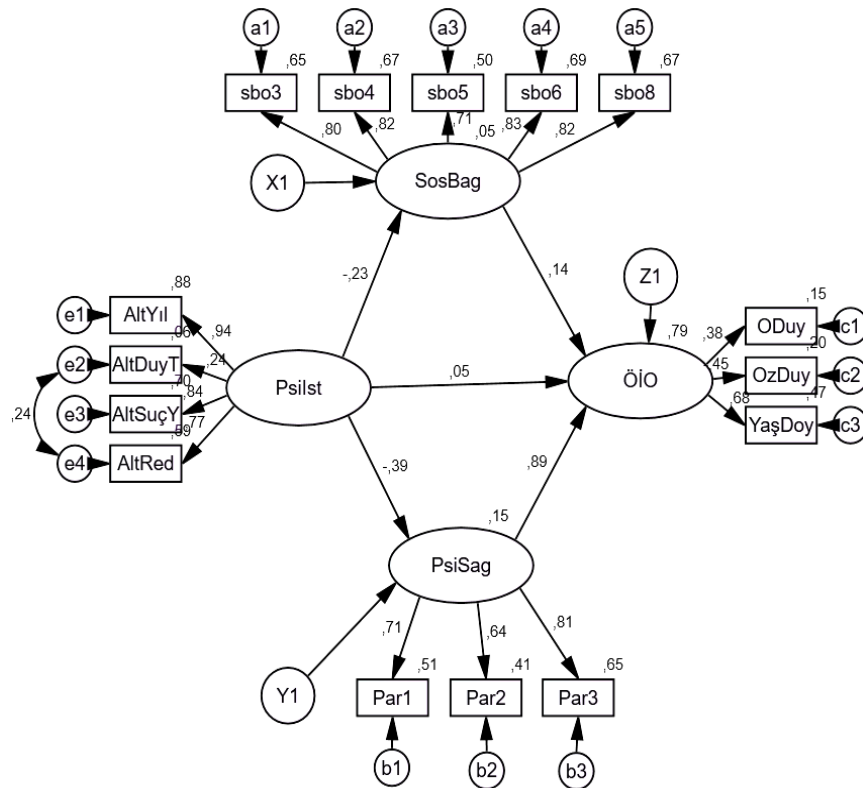 a1 a2 a3 a4 a5
,65 ,67 ,50 ,69 ,67
sbo3 sbo4 sbo5 sbo6 sbo8
,80 ,82 ,71 ,05 ,83 ,82
X1 SosBag
-,23 ,14
Z1
,88 ,79 ,15
e1 AltYıl ,94 ,38 ODuy c1
,06 ,20
e2 AltDuyT ,24 PsiIst ,05 ÖİO ,45 OzDuy c2
,70 ,84 ,68 ,47
,24 e3 AltSuçY YaşDoy c3
,77 ,59
e4 AltRed
-,39 ,89
,15
PsiSag
,71 ,64 ,81
Y1 ,51 ,41 ,65
Par1 Par2 Par3
b1 b2 b3